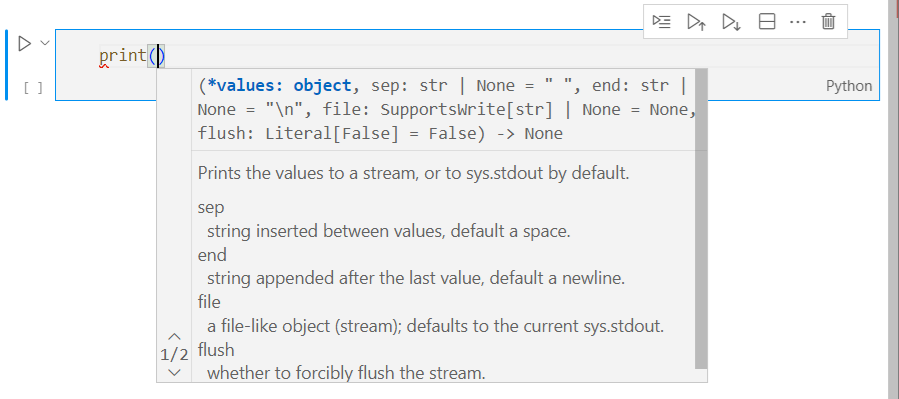 print()
[ ]
Python
(*values: object, sep: str | None = " ", end: str |
None = "\n", file: SupportsWrite[str] | None = None,
flush: Literal[False] = False) -> None
Prints the values to a stream, or to sys.stdout by default.
sep
string inserted between values, default a space.
end
string appended after the last value, default a newline.
file
a file-like object (stream); defaults to the current sys.stdout.
flush
whether to forcibly flush the stream.
1/2